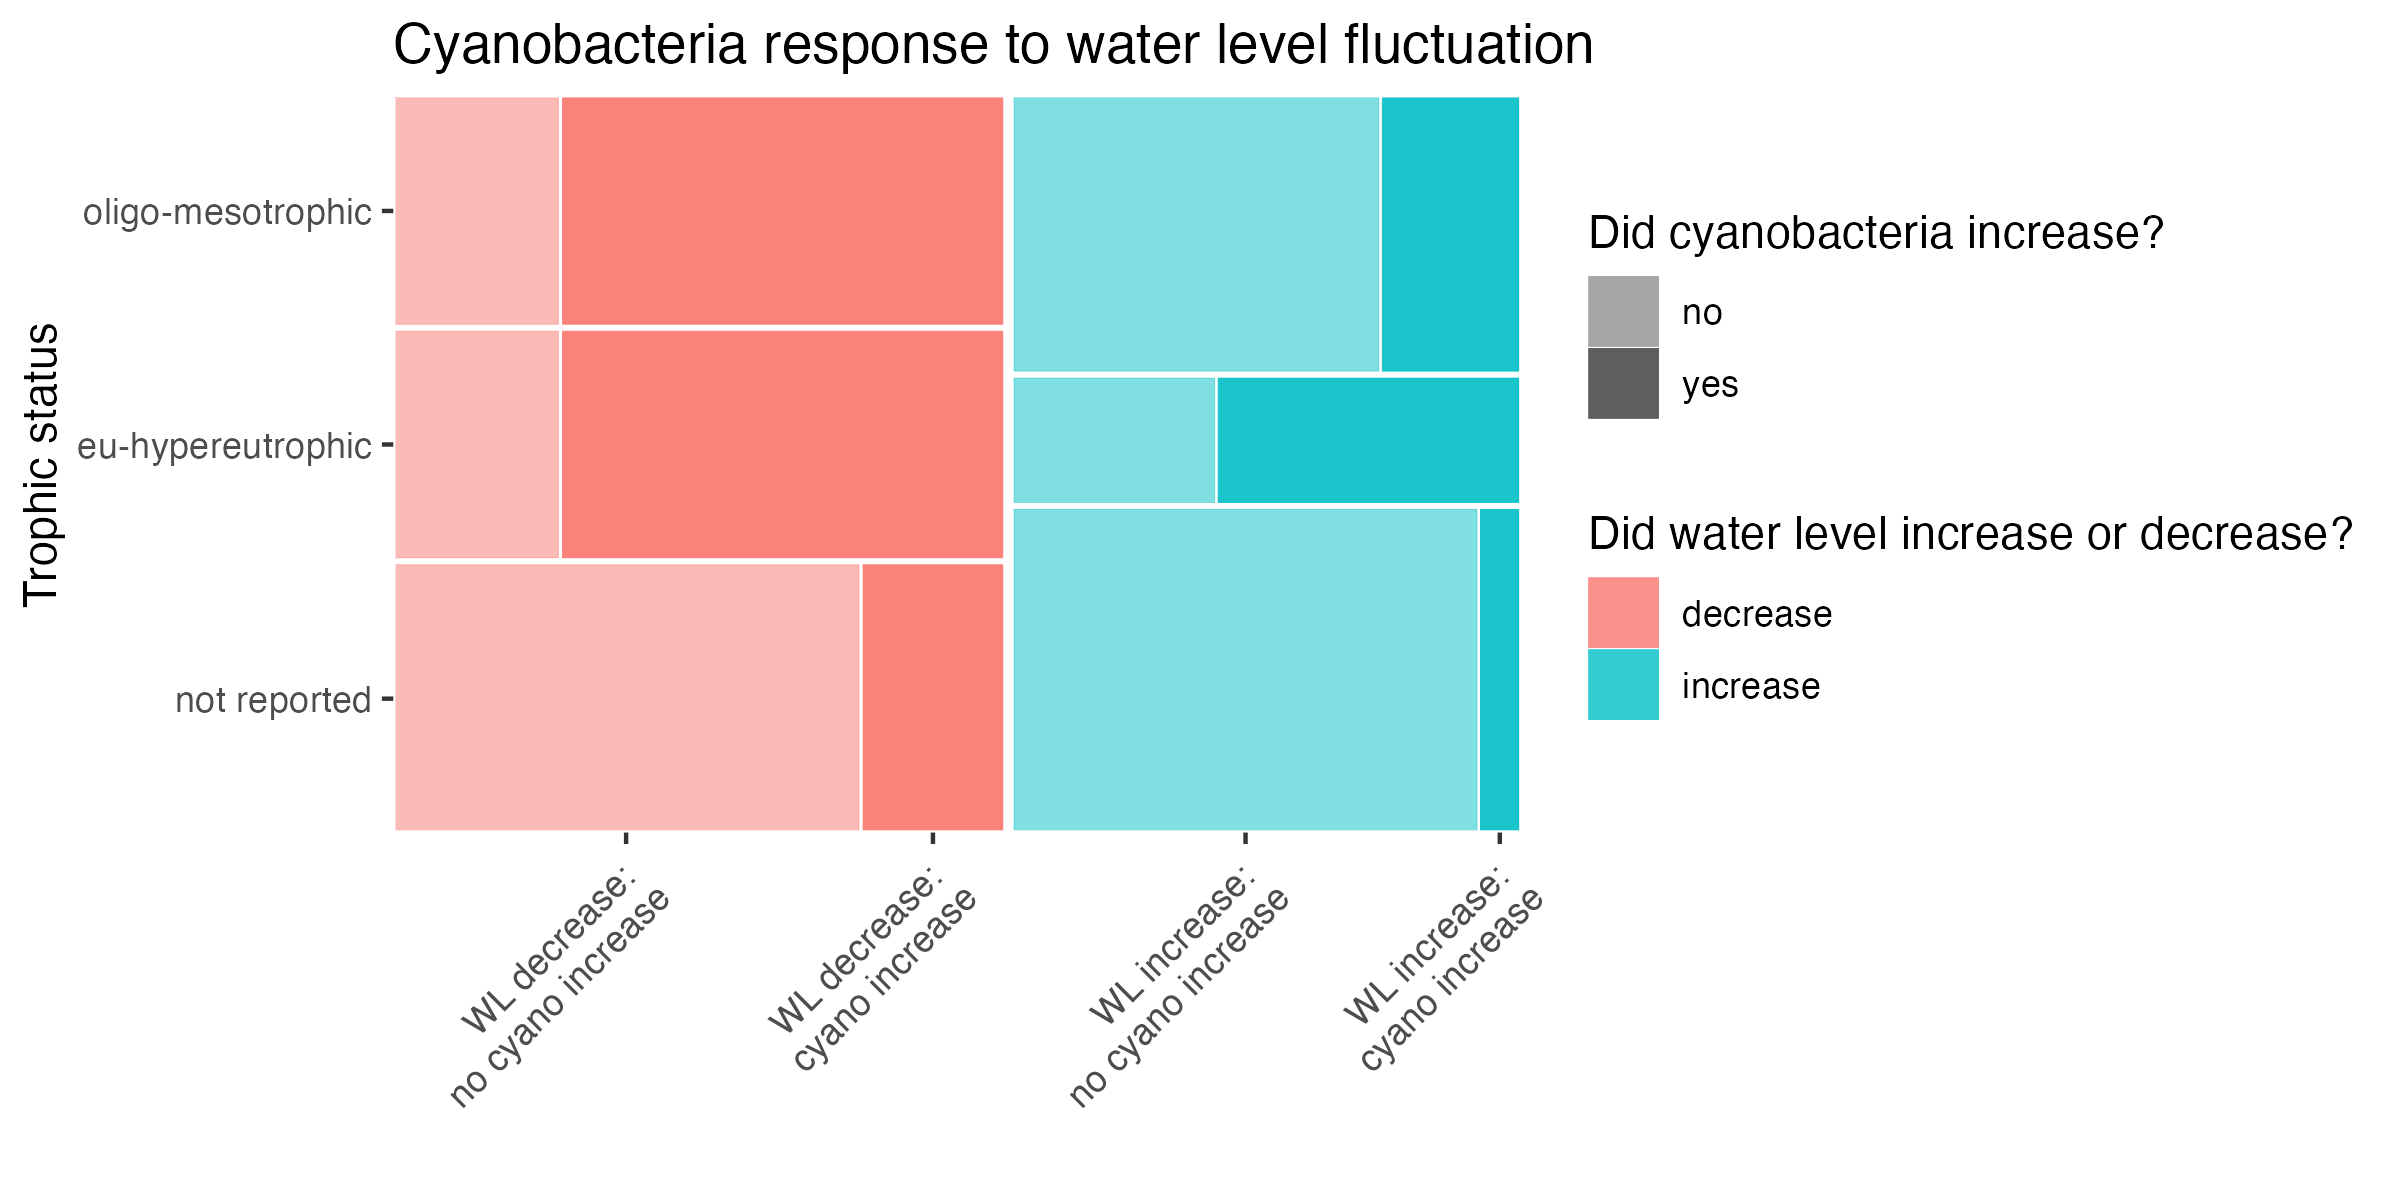 Cyanobacteria response to water level fluctuation
Trophic status
oligo-mesotrophic
eu-hypereutrophic
not reported
WL decrease:
no cyano increase
WL decrease:
cyano increase
WL increase:
no cyano increase
WL increase:
cyano increase
Did cyanobacteria increase?
no
yes
Did water level increase or decrease?
decrease
increase